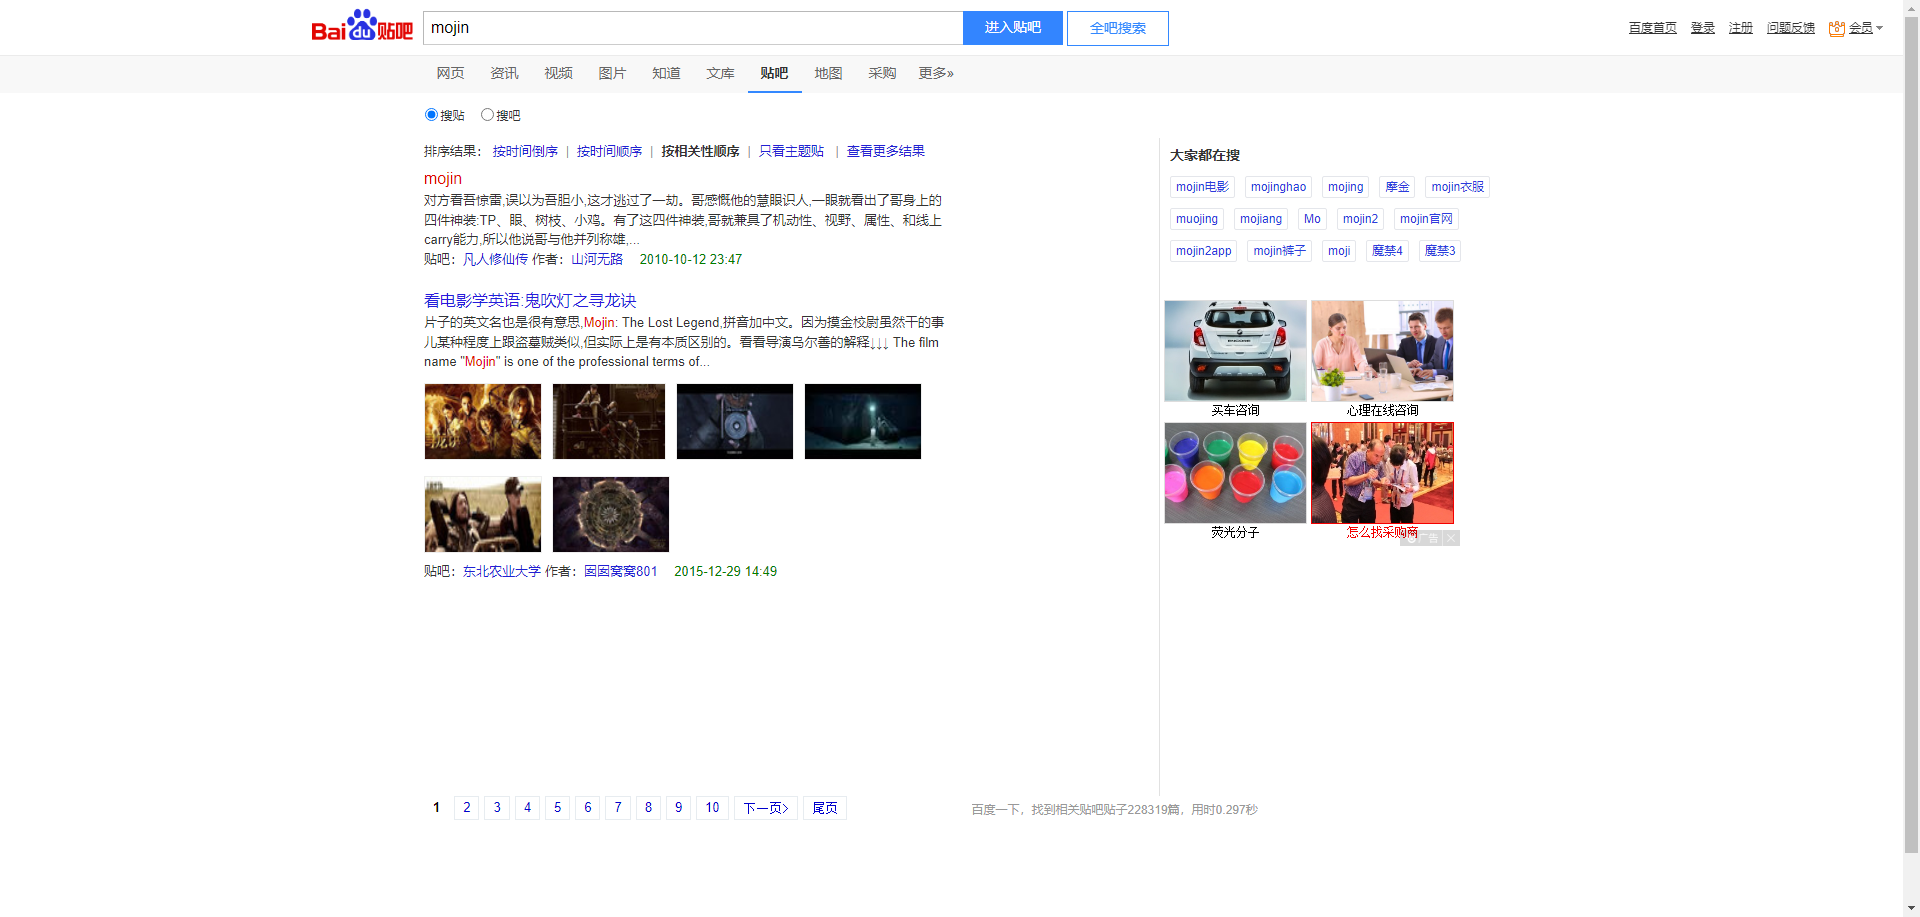 Bai du 贴吧 mojin 进入贴吧 全吧搜索 百度首页 登录 注册 问题反馈 会员
网页 资讯 视频 图片 知道 文库 贴吧 地图 采购 更多»
搜贴 搜吧
排序结果： 按时间倒序 | 按时间顺序 | 按相关性顺序 | 只看主题贴 | 查看更多结果
mojin
对方看吾惊雷,误以为吾胆小,这才逃过了一劫。哥感慨他的慧眼识人,一眼就看出了哥身上的
四件神装:TP、眼、树枝、小鸡。有了这四件神装,哥就兼具了机动性、视野、属性、和线上
carry能力,所以他说哥与他并列称雄,...
贴吧：凡人修仙传 作者：山河无路 2010-10-12 23:47
看电影学英语:鬼吹灯之寻龙诀
片子的英文名也是很有意思,Mojin: The Lost Legend,拼音加中文。因为摸金校尉虽然干的事
儿某种程度上跟盗墓贼类似,但实际上是有本质区别的。看看导演乌尔善的解释↓↓↓ The film
name "Mojin" is one of the professional terms of...
贴吧：东北农业大学 作者：囡囡窝窝801 2015-12-29 14:49
大家都在搜
mojin电影 mojinghao mojing 摩金 mojin衣服
muojing mojiang Mo mojin2 mojin官网
mojin2app mojin裤子 moji 魔禁4 魔禁3
买车咨询 心理在线咨询
荧光分子 怎么找采购商
广告
1 2 3 4 5 6 7 8 9 10 下一页> 尾页
百度一下，找到相关贴吧贴子228319篇，用时0.297秒